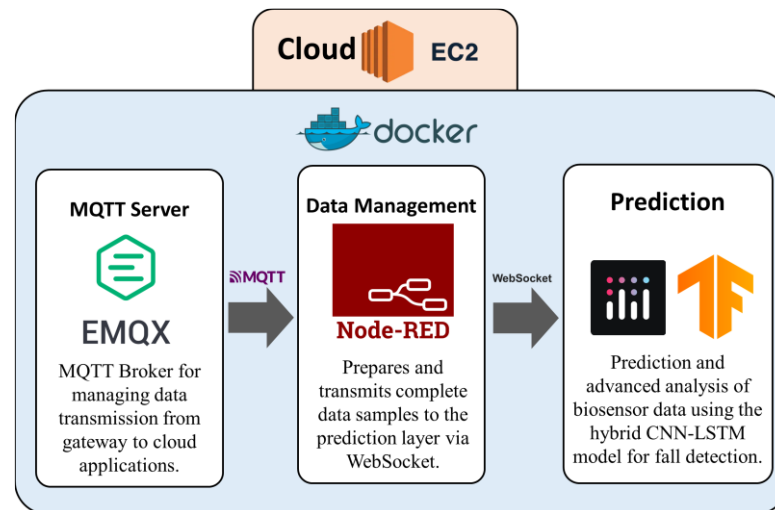 Cloud EC2
docker
MQTT Server
EMQX
MQTT Broker for
managing data
transmission from
gateway to cloud
applications.
MQTT
Data Management
Node-RED
Prepares and
transmits complete
data samples to the
prediction layer via
WebSocket.
WebSocket
Prediction
Prediction and
advanced analysis of
biosensor data using the
hybrid CNN-LSTM
model for fall detection.